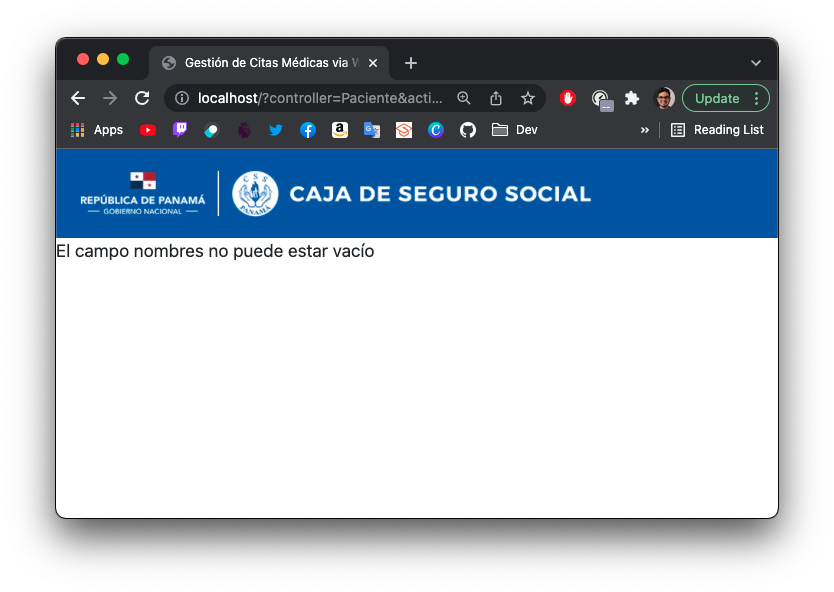 Gestión de Citas Médicas via W
localhost/?controller=Paciente&acti...
Update
Apps
Dev
»
Reading List
REPÚBLICA DE PANAMÁ
— GOBIERNO NACIONAL —
CSS
PANAMÁ
CAJA DE SEGURO SOCIAL
El campo nombres no puede estar vacío